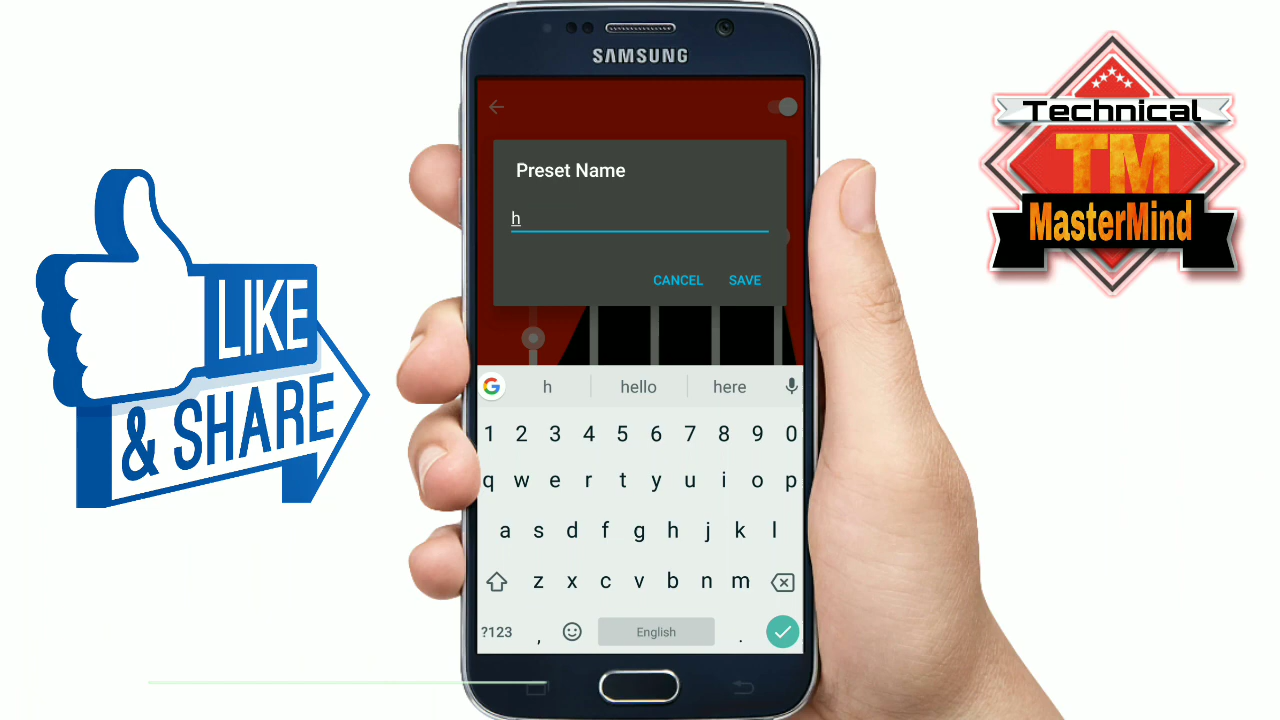 SAMSUNG
Preset Name
h
CANCEL SAVE
h hello here
1 2 3 4 5 6 7 8 9 0
q w e r t y u i o p
a s d f g h j k l
z x c v b n m
?123 , English .
LIKE
& SHARE
Technical
TM
MasterMind